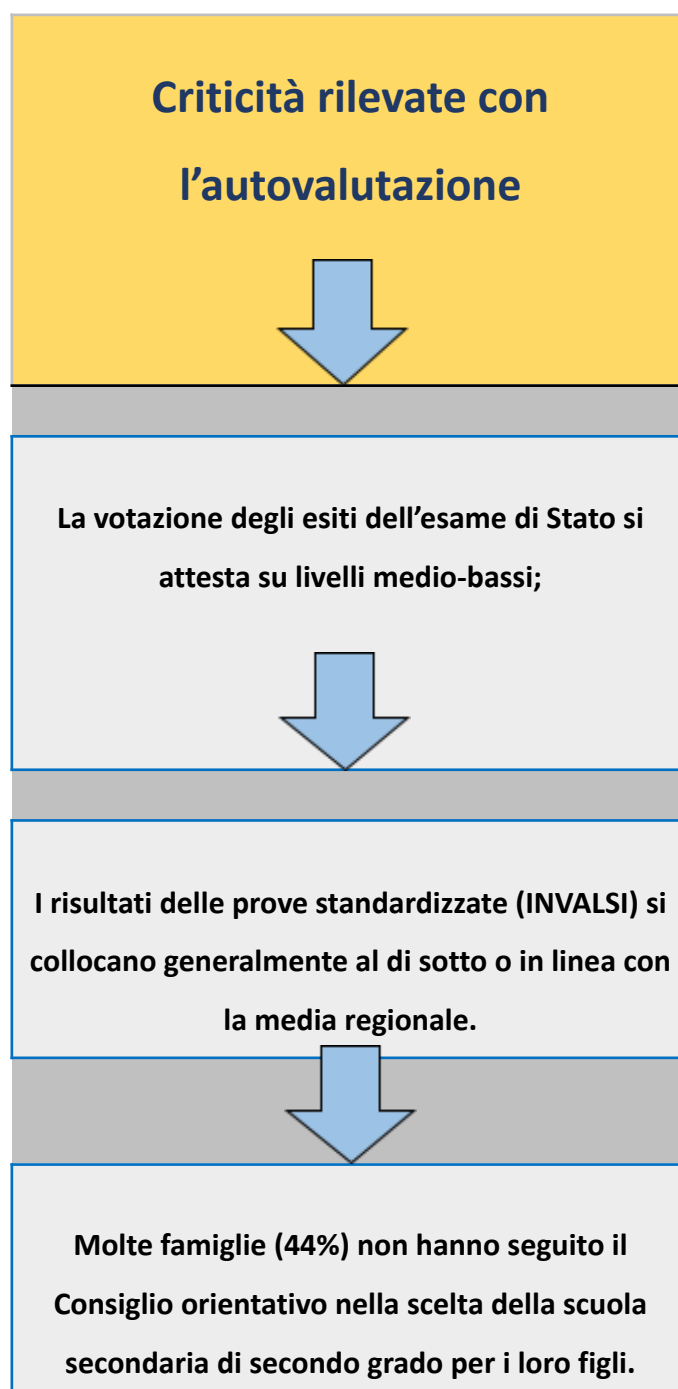 Criticità rilevate con
l’autovalutazione
La votazione degli esiti dell’esame di Stato si
attesta su livelli medio-bassi;
I risultati delle prove standardizzate (INVALSI) si
collocano generalmente al di sotto o in linea con
la media regionale.
Molte famiglie (44%) non hanno seguito il
Consiglio orientativo nella scelta della scuola
secondaria di secondo grado per i loro figli.